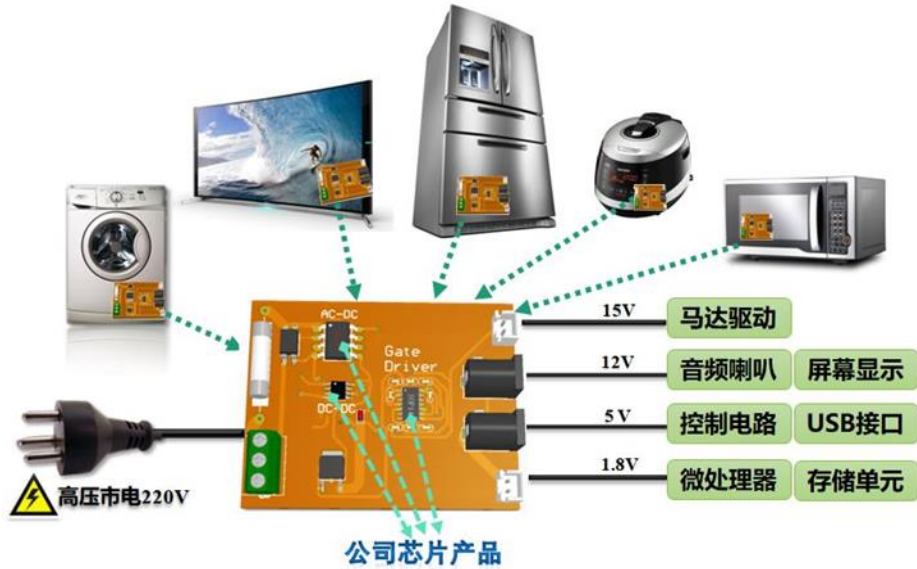 AC-DC
Gate
Driver
DC-DC
15V
马达驱动
12V
音频喇叭
屏幕显示
5V
控制电路
USB接口
1.8V
微处理器
存储单元
高压市电220V
公司芯片产品